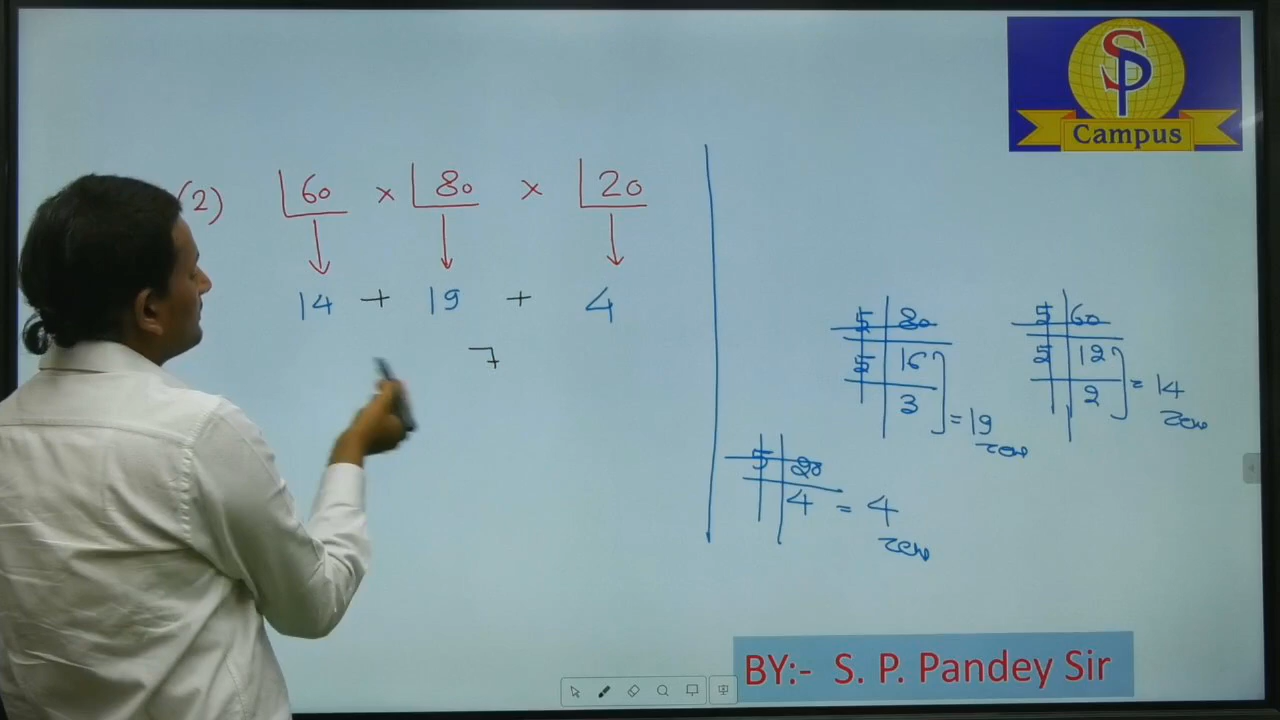 SP
Campus
(2) |60 × |80 × |20
14 + 19 + 4
7
5 | 80
5 | 16
3 = 19
zero
5 | 60
5 | 12
2 = 14
zero
5 | 20
4 = 4
zero
BY:- S. P. Pandey Sir